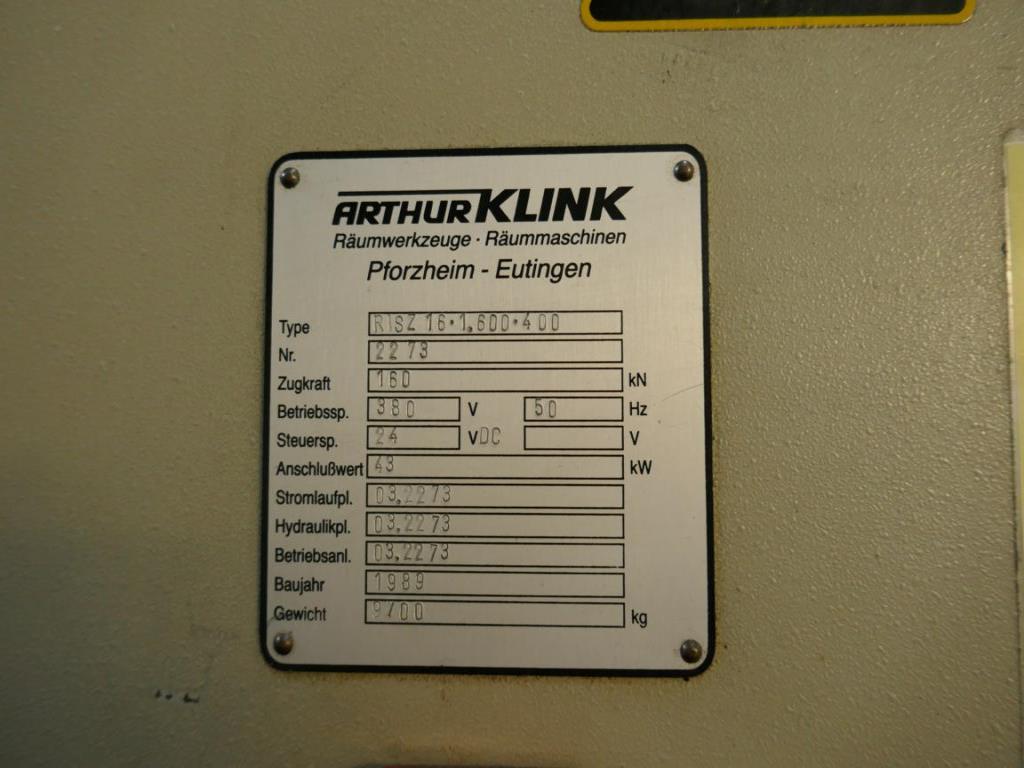 ARTHUR KLINK
Räumwerkzeuge · Räummaschinen
Pforzheim - Eutingen
Type RISZ 16·1,600·400
Nr. 2273
Zugkraft 160 kN
Betriebssp. 380 V 50 Hz
Steuersp. 24 VDC V
Anschlußwert 43 kW
Stromlaufpl. 03.2273
Hydraulikpl. 03.2273
Betriebsanl. 03.2273
Baujahr 1989
Gewicht 9700 kg